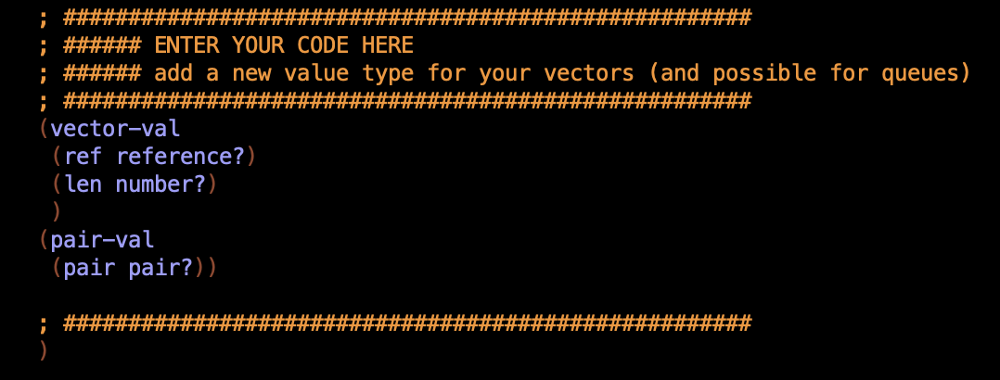 ; #####################################################
; ###### ENTER YOUR CODE HERE
; ###### add a new value type for your vectors (and possible for queues)
; #####################################################
(vector-val
(ref reference?)
(len number?)
)
(pair-val
(pair pair?))
; #####################################################
)